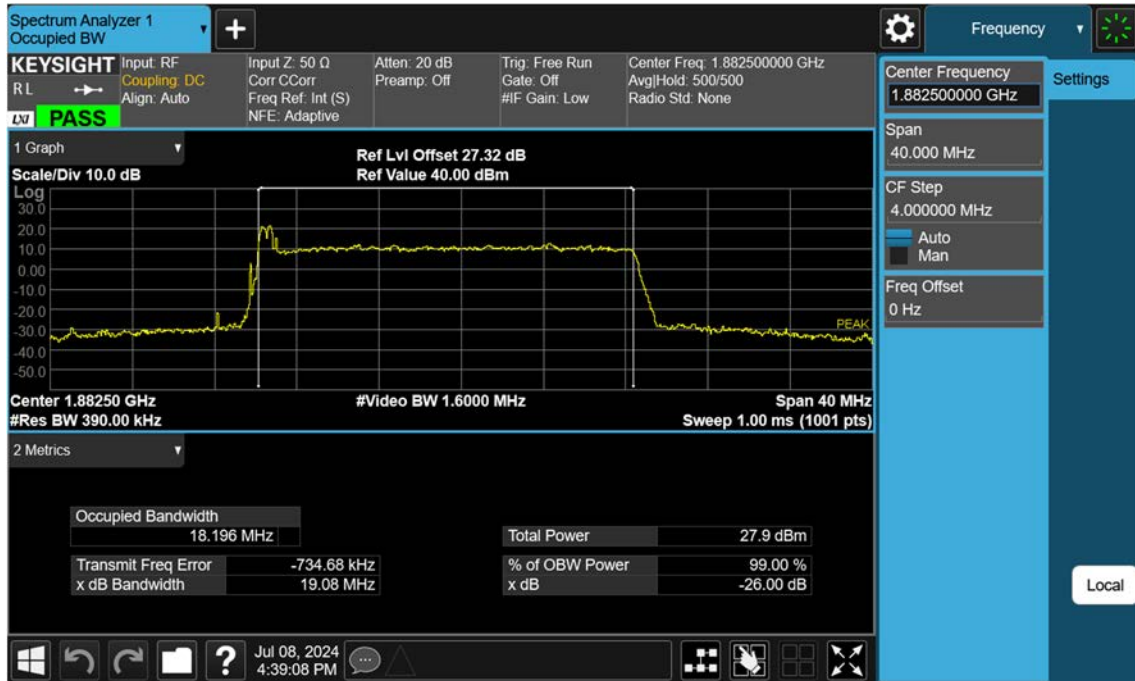 Spectrum Analyzer 1
Occupied BW
+
Frequency
KEYSIGHT
RL
LXI
PASS
Input: RF
Coupling: DC
Align: Auto
Input Z: 50 Ω
Corr CCorr
Freq Ref: Int (S)
NFE: Adaptive
Atten: 20 dB
Preamp: Off
Trig: Free Run
Gate: Off
#IF Gain: Low
Center Freq: 1.882500000 GHz
Avg|Hold: 500/500
Radio Std: None
1 Graph
Scale/Div 10.0 dB
Ref Lvl Offset 27.32 dB
Ref Value 40.00 dBm
Log
30.0
20.0
10.0
0.00
-10.0
-20.0
-30.0
-40.0
-50.0
PEAK
Center 1.88250 GHz
#Video BW 1.6000 MHz
Span 40 MHz
#Res BW 390.00 kHz
Sweep 1.00 ms (1001 pts)
2 Metrics
Occupied Bandwidth
18.196 MHz
Total Power 27.9 dBm
Transmit Freq Error -734.68 kHz
% of OBW Power 99.00 %
x dB Bandwidth 19.08 MHz
x dB -26.00 dB
?
Jul 08, 2024
4:39:08 PM
Center Frequency
1.882500000 GHz
Span
40.000 MHz
CF Step
4.000000 MHz
Auto
Man
Freq Offset
0 Hz
Settings
Local